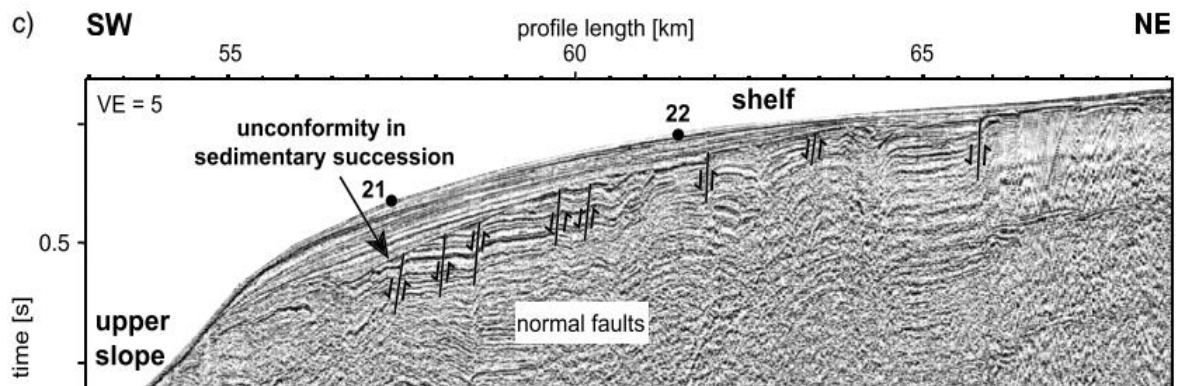 c) SW profile length [km] NE
55 60 65
VE = 5
shelf
unconformity in
sedimentary succession
22
21
0.5
time [s]
normal faults
upper
slope